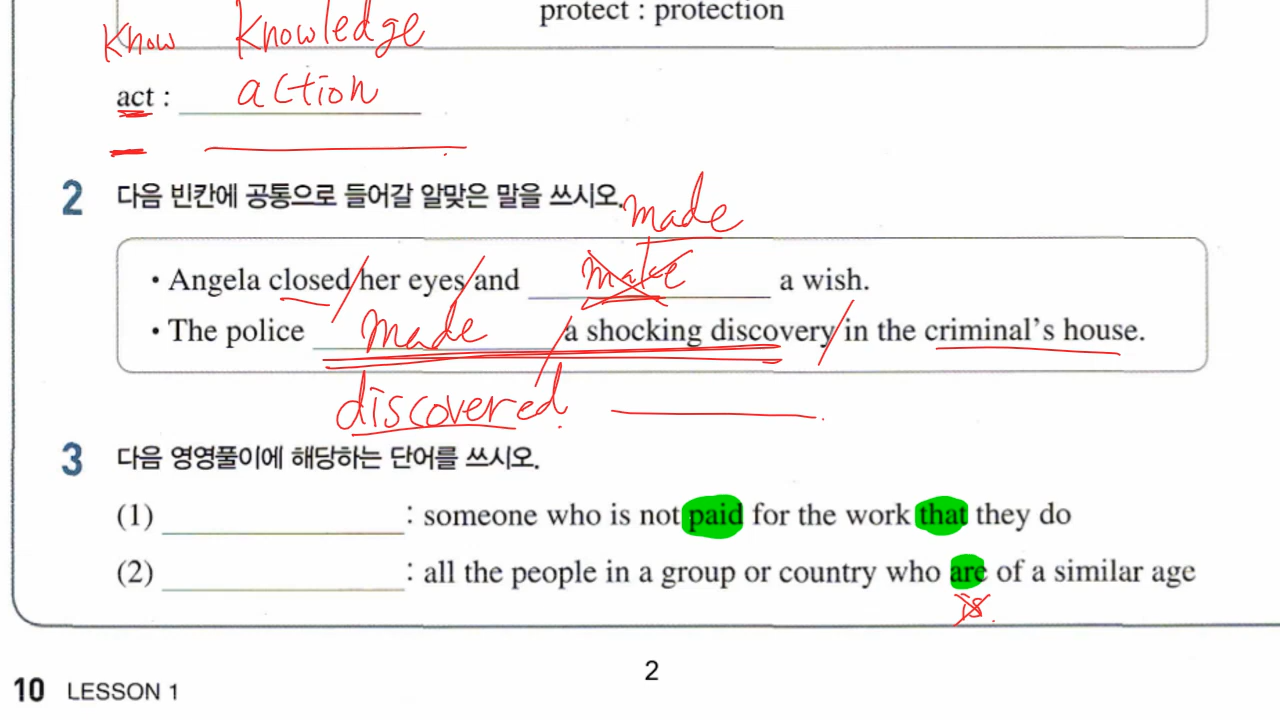 protect : protection
Know Knowledge
act : action
2 다음 빈칸에 공통으로 들어갈 알맞은 말을 쓰시오.
made
• Angela closed her eyes and make a wish.
• The police made a shocking discovery in the criminal's house.
discovered.
3 다음 영영풀이에 해당하는 단어를 쓰시오.
(1) : someone who is not paid for the work that they do
(2) : all the people in a group or country who are of a similar age
is.
2
10 LESSON 1